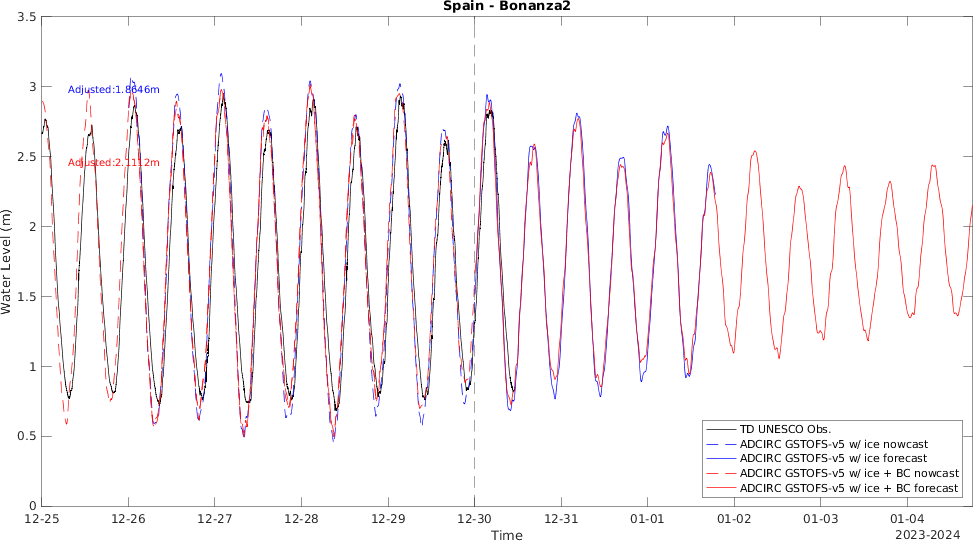 Spain - Bonanza2
3.5
3
2.5
2
1.5
1
0.5
0
Water Level (m)
Adjusted:1.8646m
Adjusted:2.1112m
TD UNESCO Obs.
ADCIRC GSTOFS-v5 w/ ice nowcast
ADCIRC GSTOFS-v5 w/ ice forecast
ADCIRC GSTOFS-v5 w/ ice + BC nowcast
ADCIRC GSTOFS-v5 w/ ice + BC forecast
12-25 12-26 12-27 12-28 12-29 12-30 12-31 01-01 01-02 01-03 01-04
Time
2023-2024